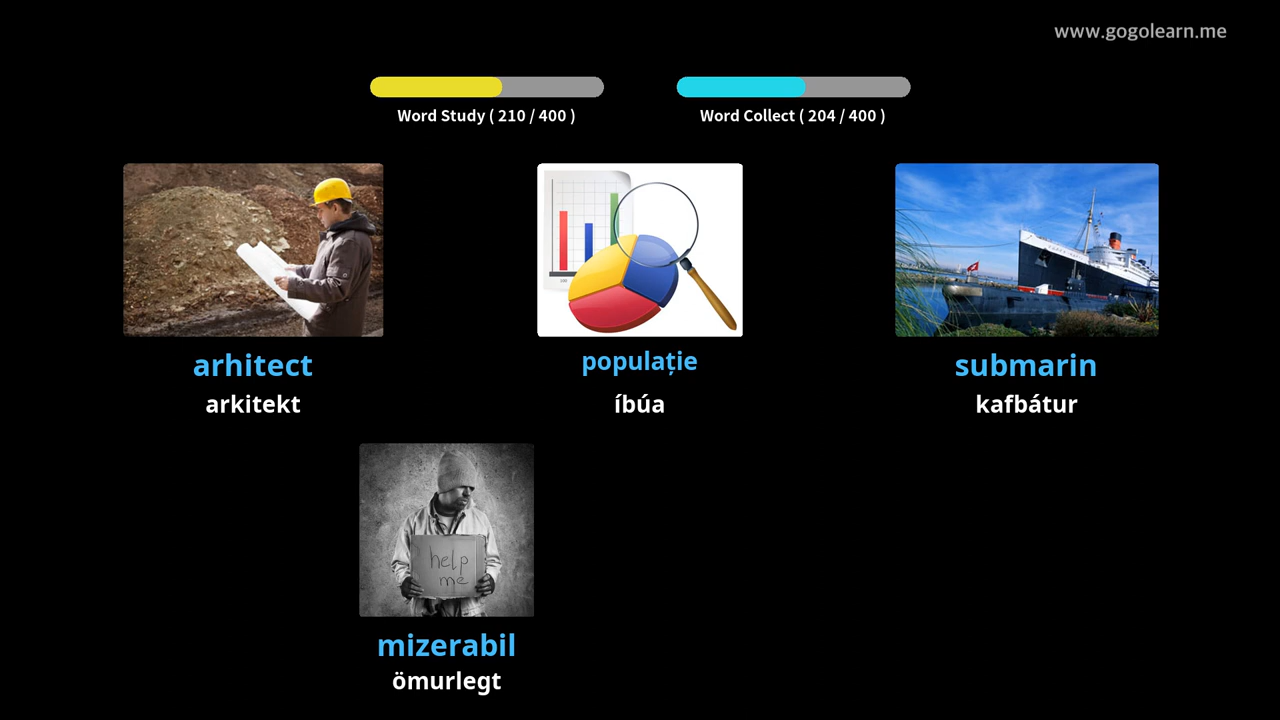 www.gogolearn.me
Word Study ( 210 / 400 )
Word Collect ( 204 / 400 )
100
arhitect
populație
submarin
arkitekt
íbúa
kafbátur
help
me
mizerabil
ömurlegt